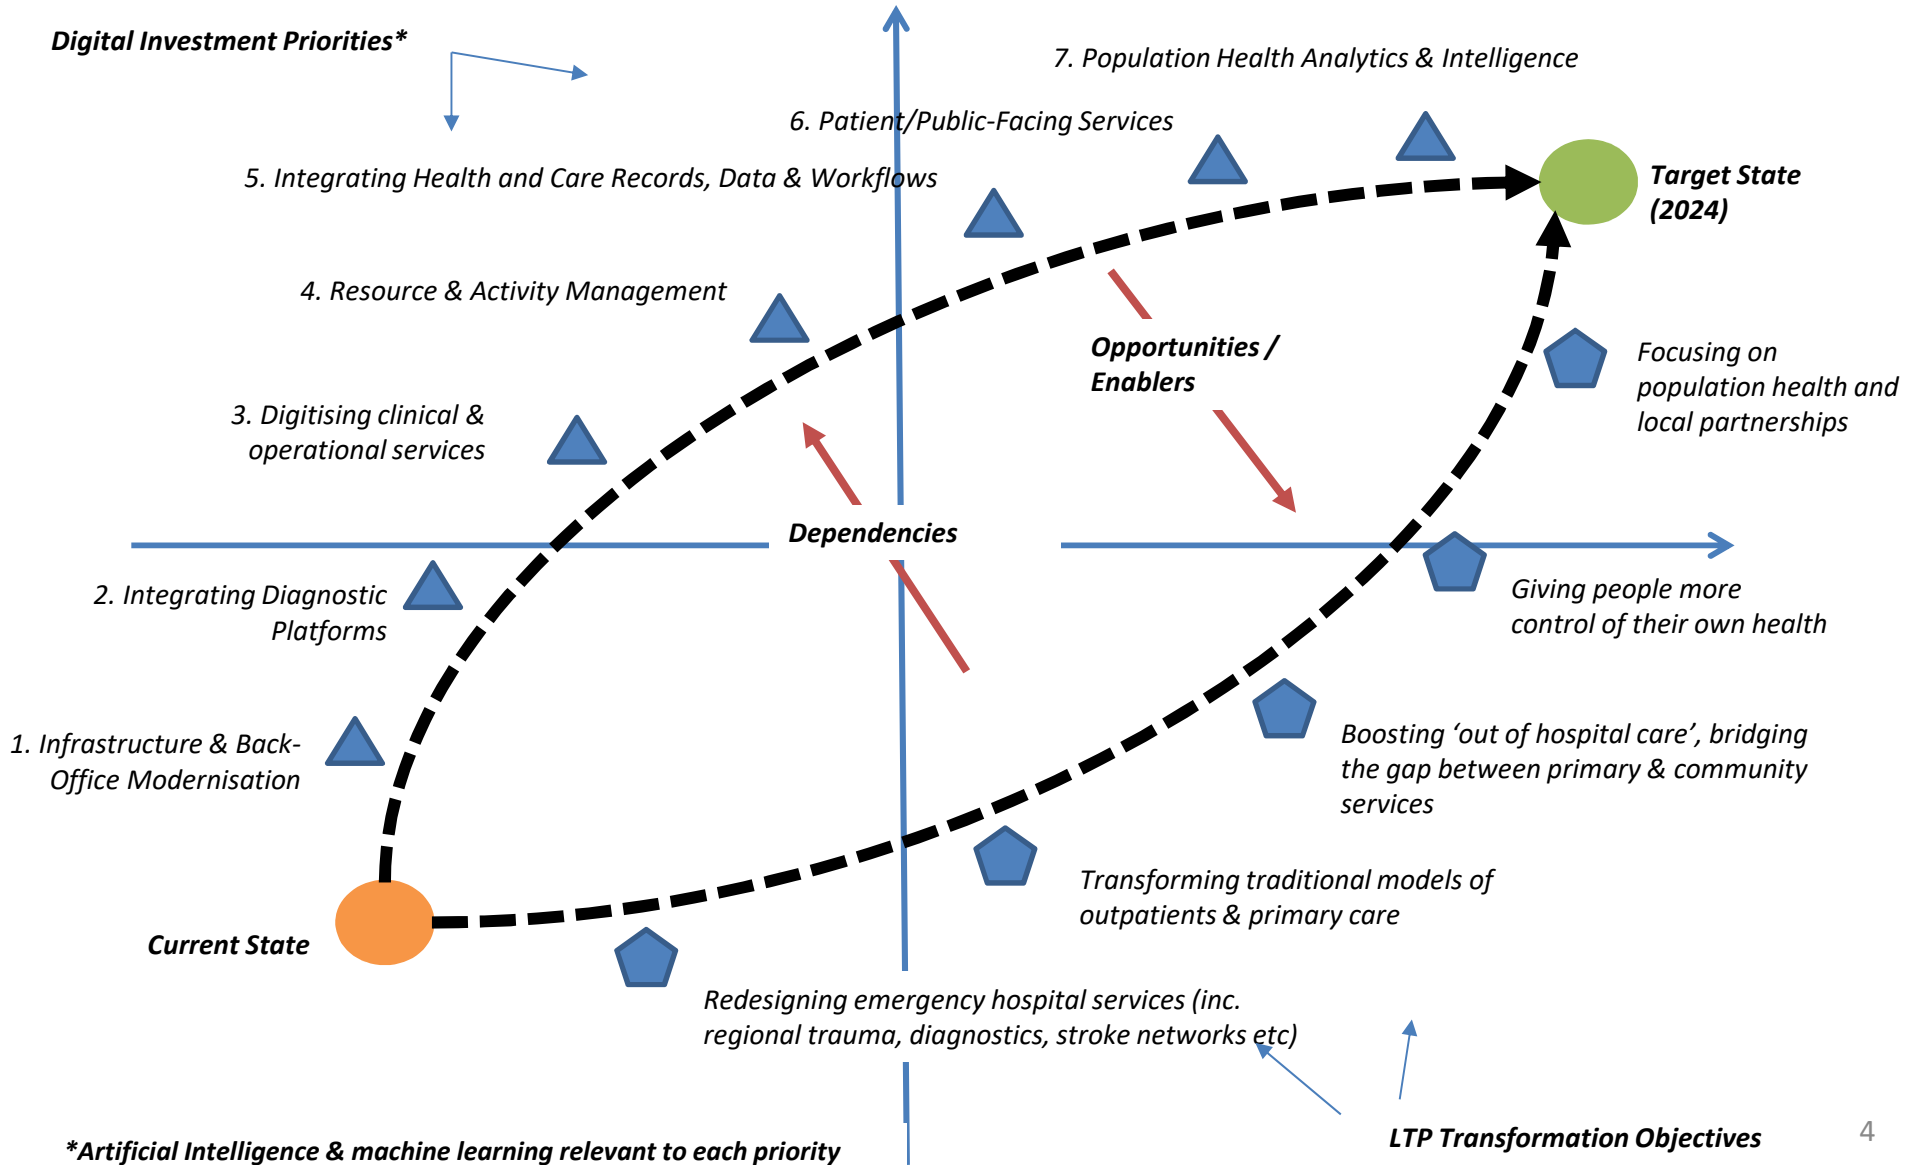 Digital Investment Priorities*
7. Population Health Analytics & Intelligence
6. Patient/Public-Facing Services
5. Integrating Health and Care Records, Data & Workflows
Target State
(2024)
4. Resource & Activity Management
Opportunities /
Enablers
Focusing on
population health and
local partnerships
3. Digitising clinical &
operational services
Dependencies
2. Integrating Diagnostic
Platforms
Giving people more
control of their own health
1. Infrastructure & Back-
Office Modernisation
Boosting ‘out of hospital care’, bridging
the gap between primary & community
services
Transforming traditional models of
outpatients & primary care
Current State
Redesigning emergency hospital services (inc.
regional trauma, diagnostics, stroke networks etc)
LTP Transformation Objectives
4
*Artificial Intelligence & machine learning relevant to each priority